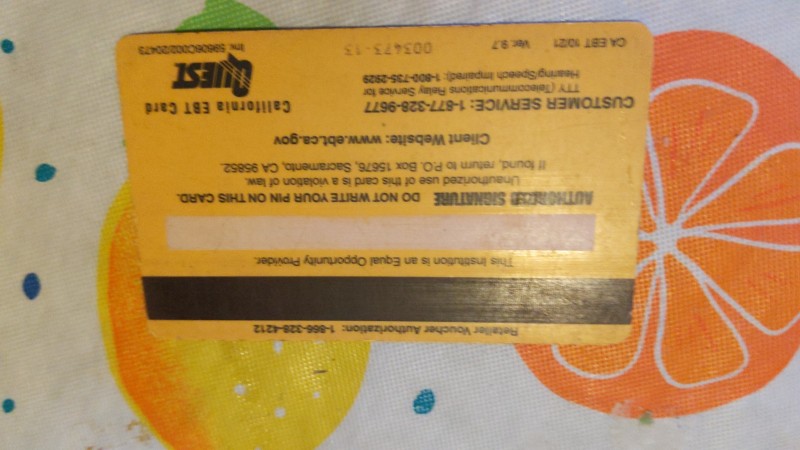 Retailer Voucher Authorization: 1-866-328-4212
This Institution is an Equal Opportunity Provider.
AUTHORIZED SIGNATURE DO NOT WRITE YOUR PIN ON THIS CARD.
Unauthorized use of this card is a violation of law.
If found, return to P.O. Box 15676, Sacramento, CA 95852.
Client Website: www.ebt.ca.gov
CUSTOMER SERVICE: 1-877-328-9677
TTY (Telecommunications Relay Service for
Hearing/Speech Impaired): 1-800-735-2929
California EBT Card
QUEST
CA EBT 10/21 Ver. 9.7 003473-13 Inv. 59606C002/20473